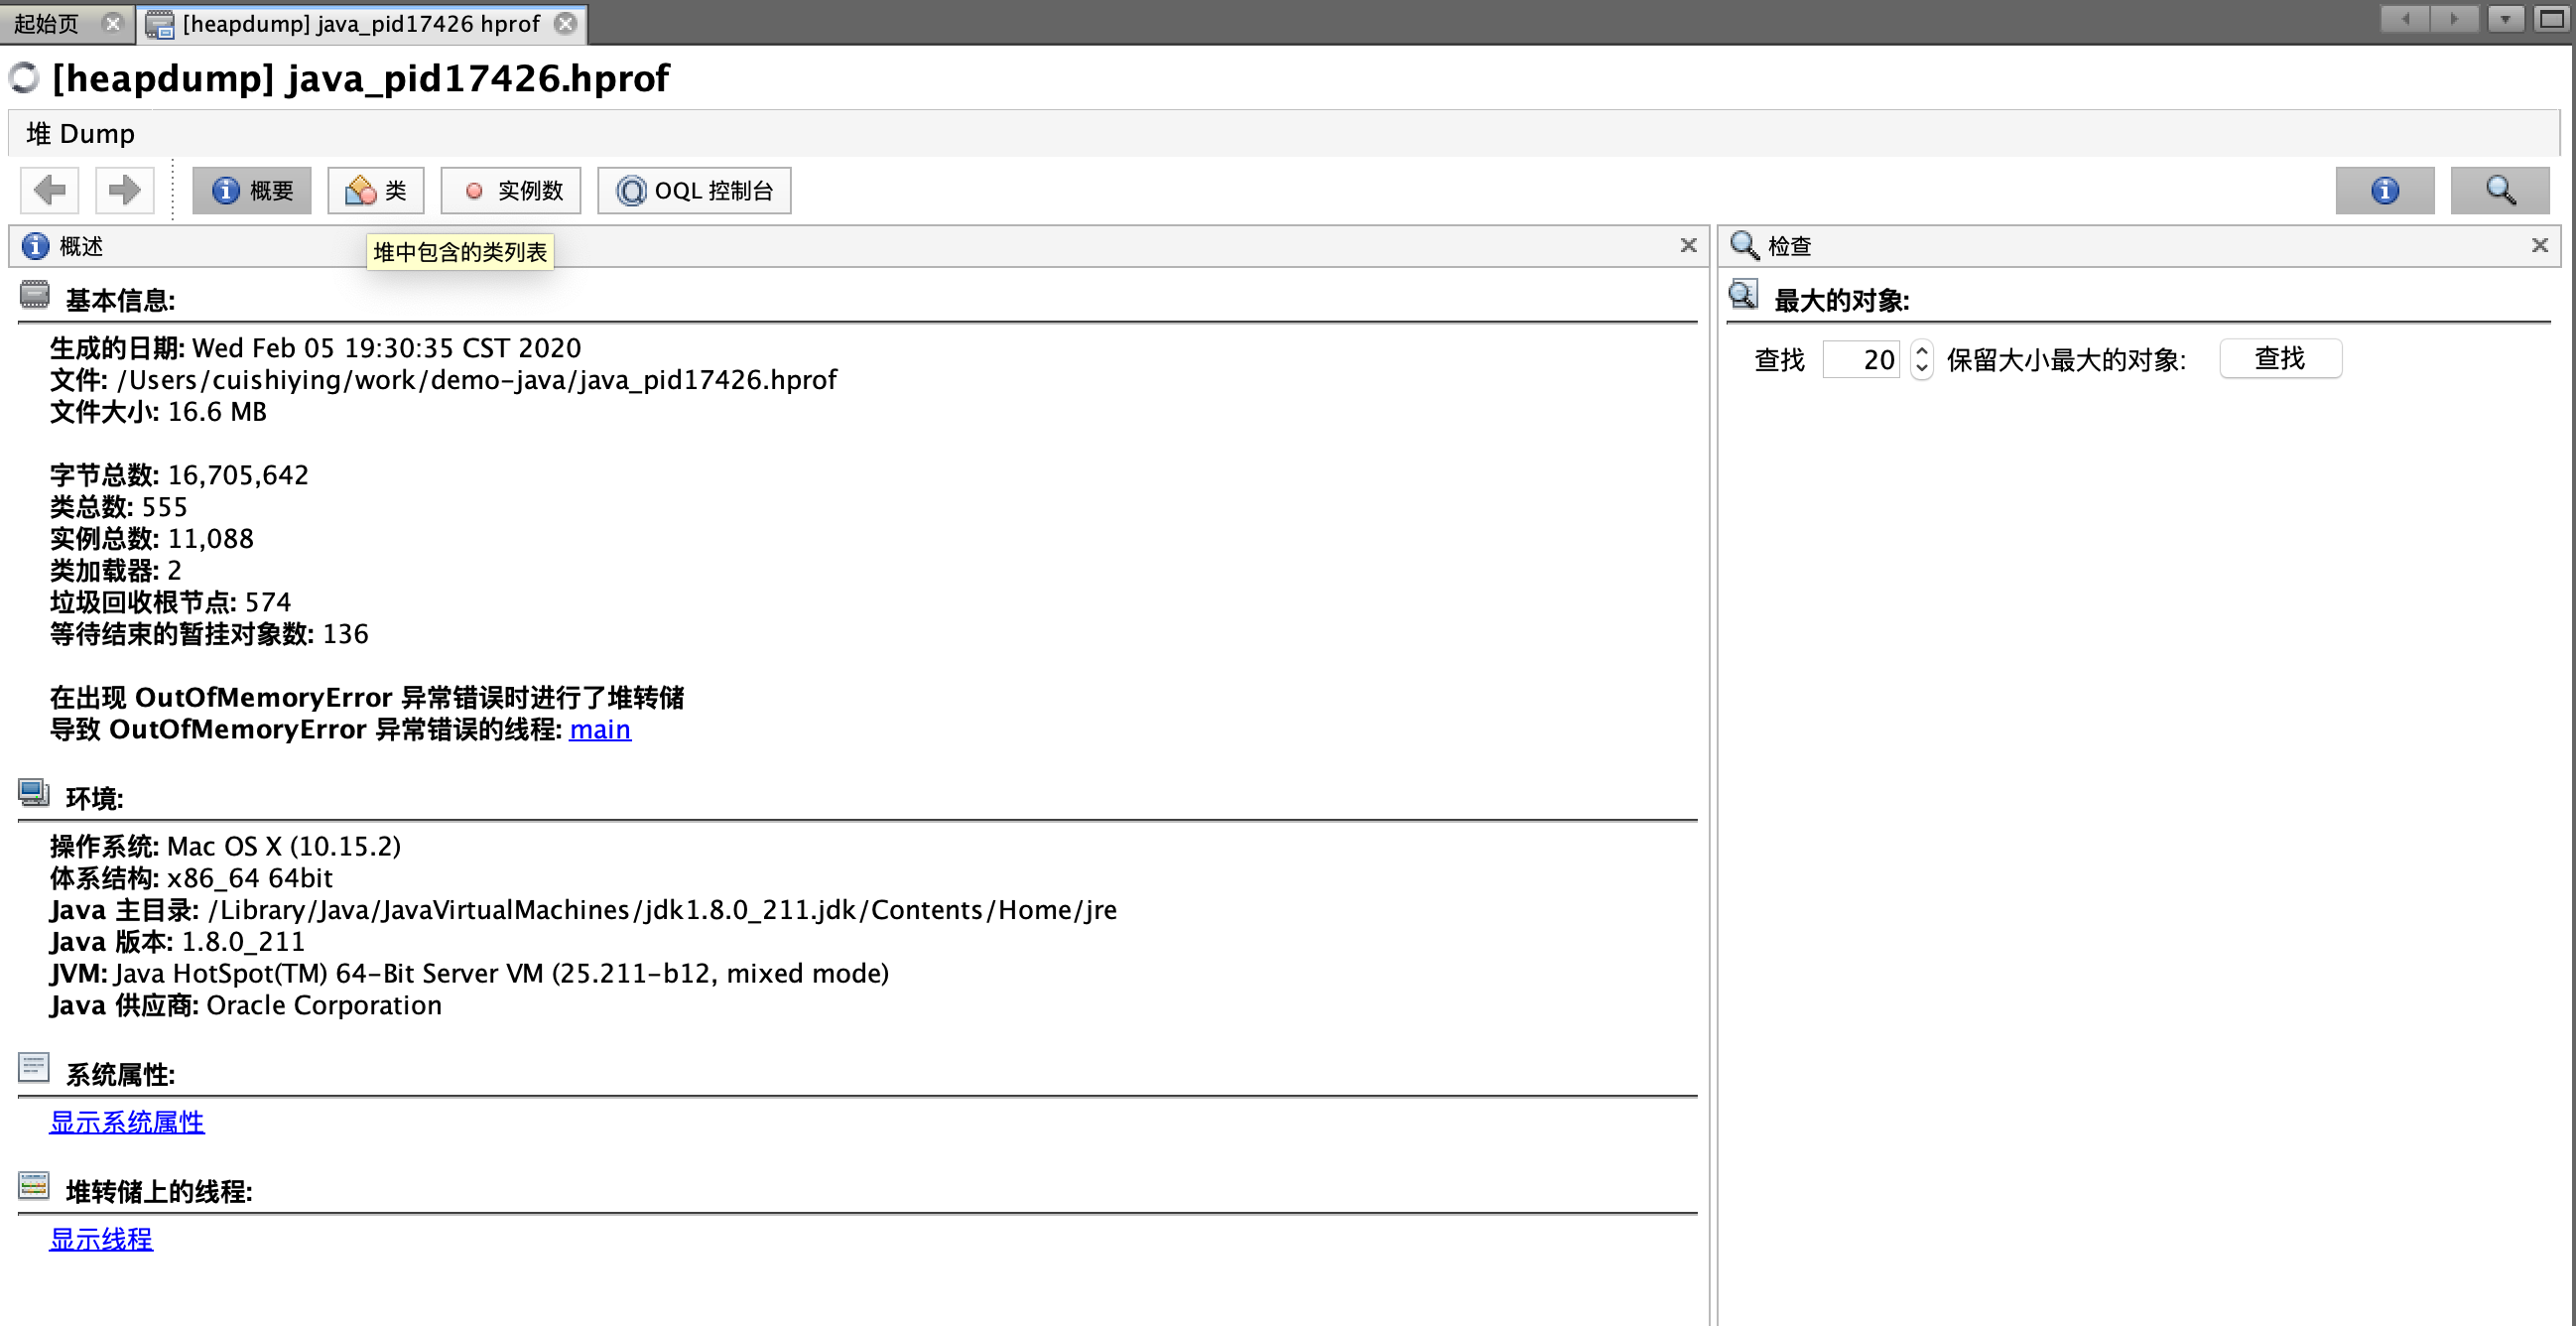 起始页
[heapdump] java_pid17426 hprof
[heapdump] java_pid17426.hprof
堆 Dump
概要
类
实例数
OQL 控制台
概述
堆中包含的类列表
检查
基本信息:
生成的日期: Wed Feb 05 19:30:35 CST 2020
文件: /Users/cuishiying/work/demo-java/java_pid17426.hprof
文件大小: 16.6 MB
字节总数: 16,705,642
类总数: 555
实例总数: 11,088
类加载器: 2
垃圾回收根节点: 574
等待结束的暂挂对象数: 136
在出现 OutOfMemoryError 异常错误时进行了堆转储
导致 OutOfMemoryError 异常错误的线程: main
环境:
操作系统: Mac OS X (10.15.2)
体系结构: x86_64 64bit
Java 主目录: /Library/Java/JavaVirtualMachines/jdk1.8.0_211.jdk/Contents/Home/jre
Java 版本: 1.8.0_211
JVM: Java HotSpot(TM) 64-Bit Server VM (25.211-b12, mixed mode)
Java 供应商: Oracle Corporation
系统属性:
显示系统属性
堆转储上的线程:
显示线程
最大的对象:
查找 20 保留大小最大的对象: 查找